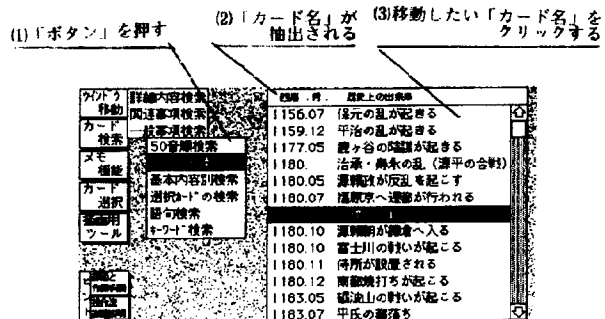 (1)「ボタン」を押す
(2)「カード名」が
抽出される
(3)移動したい「カード名」を
クリックする
ウインドウ
移動
カード
検索
メモ
機能
カード
選択
ツール
詳細内容検索
関連事項検索
一般事項検索
50音順検索
基本内容別検索
選択カードの検索
語句検索
キーワード検索
西暦 . 月 . 歴史上の出来事
1156.07 保元の乱が起きる
1159.12 平治の乱が起きる
1177.05 鹿ヶ谷の陰謀が起きる
1180. 治承・寿永の乱（源平の合戦）
1180.05 源頼政が反乱を起こす
1180.07 福原京へ遷都が行われる
1180.10 源頼朝が鎌倉へ入る
1180.10 富士川の戦いが起こる
1180.11 侍所が設置される
1180.12 南都焼打ちが起こる
1183.05 砺波山の戦いが起こる
1183.07 平氏の都落ち